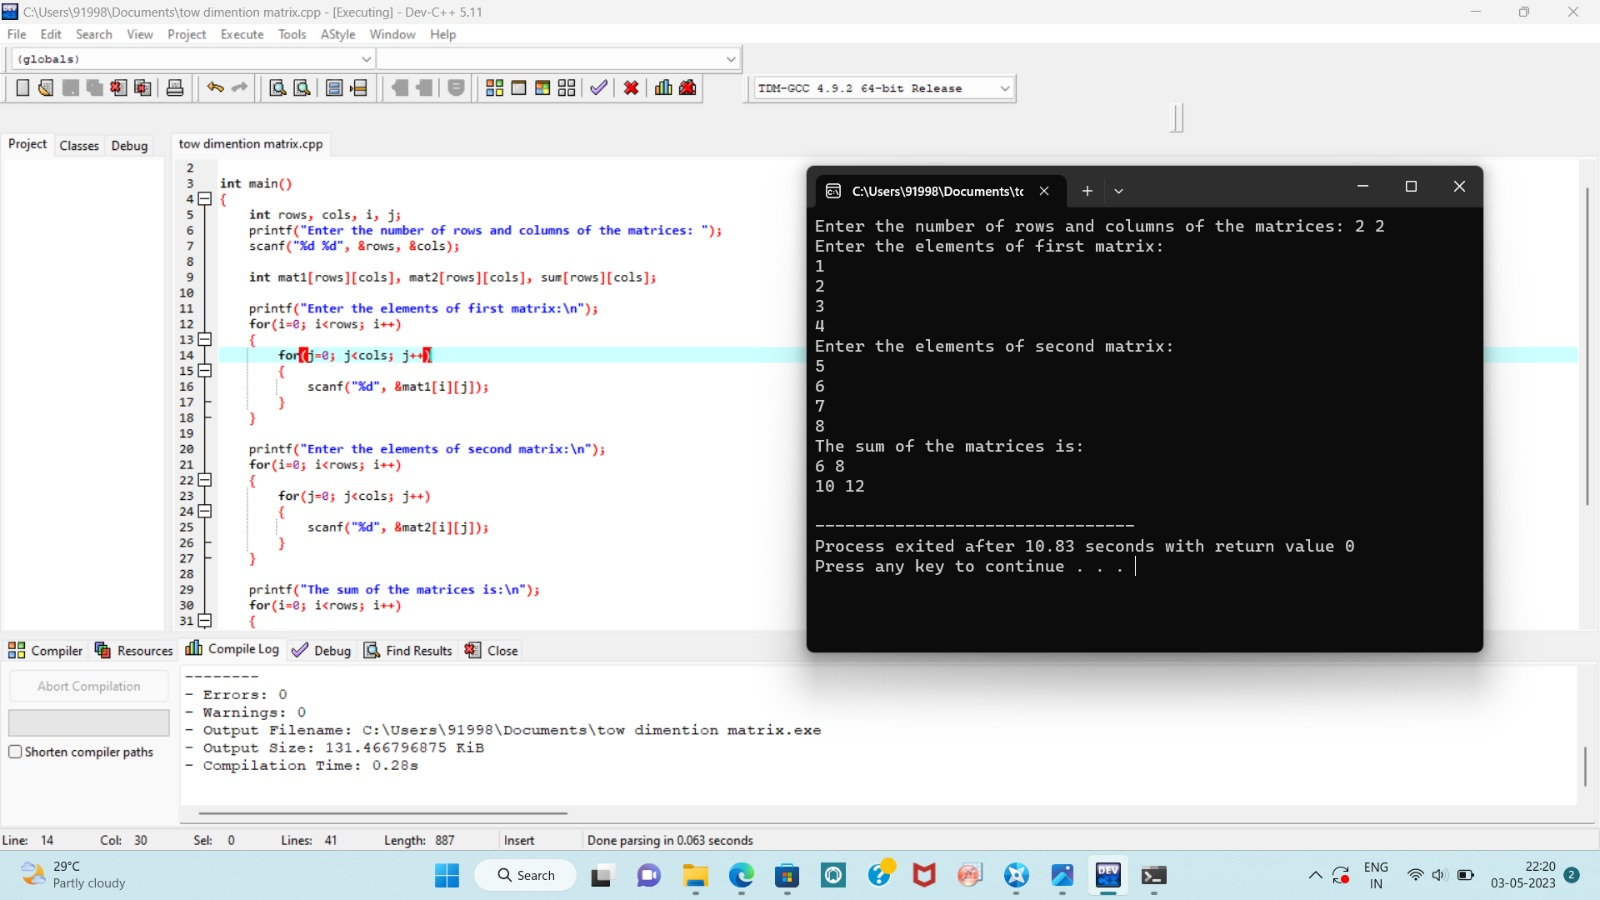 C:\Users\91998\Documents\tow dimention matrix.cpp - [Executing] - Dev-C++ 5.11
File Edit Search View Project Execute Tools AStyle Window Help
(globals)
TDM-GCC 4.9.2 64-bit Release
Project Classes Debug
tow dimention matrix.cpp
2
3 int main()
4 {
5 int rows, cols, i, j;
6 printf("Enter the number of rows and columns of the matrices: ");
7 scanf("%d %d", &rows, &cols);
8
9 int mat1[rows][cols], mat2[rows][cols], sum[rows][cols];
10
11 printf("Enter the elements of first matrix:\n");
12 for(i=0; i<rows; i++)
13 {
14 for(j=0; j<cols; j++)
15 {
16 scanf("%d", &mat1[i][j]);
17 }
18 }
19
20 printf("Enter the elements of second matrix:\n");
21 for(i=0; i<rows; i++)
22 {
23 for(j=0; j<cols; j++)
24 {
25 scanf("%d", &mat2[i][j]);
26 }
27 }
28
29 printf("The sum of the matrices is:\n");
30 for(i=0; i<rows; i++)
31 {
C:\Users\91998\Documents\tc
Enter the number of rows and columns of the matrices: 2 2
Enter the elements of first matrix:
1
2
3
4
Enter the elements of second matrix:
5
6
7
8
The sum of the matrices is:
6 8
10 12
--------------------------------
Process exited after 10.83 seconds with return value 0
Press any key to continue . . .
Compiler Resources Compile Log Debug Find Results Close
Abort Compilation
Shorten compiler paths
--------
- Errors: 0
- Warnings: 0
- Output Filename: C:\Users\91998\Documents\tow dimention matrix.exe
- Output Size: 131.466796875 KiB
- Compilation Time: 0.28s
Line: 14 Col: 30 Sel: 0 Lines: 41 Length: 887 Insert Done parsing in 0.063 seconds
29°C
Partly cloudy
Search
DEV
ENG
IN
22:20
03-05-2023
2